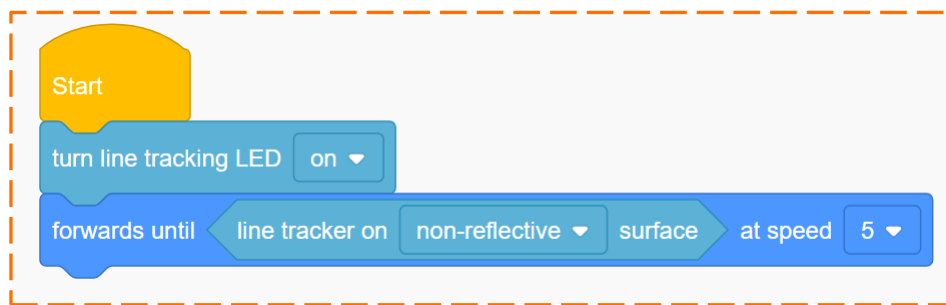 Start
turn line tracking LED on
forwards until line tracker on non-reflective surface at speed 5